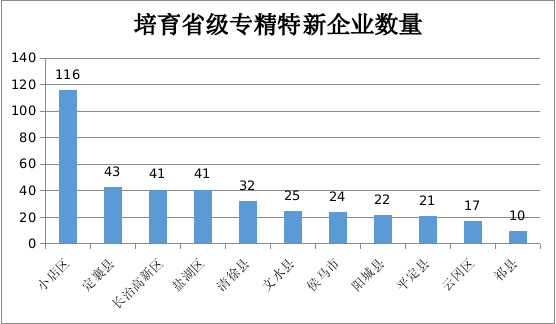 培育省级专精特新企业数量
140
120
100
80
60
40
20
0
116
43
41
41
32
25
24
22
21
17
10
小店区
定襄县
长治高新区
盐湖区
清徐县
文水县
侯马市
阳城县
平定县
云冈区
祁县